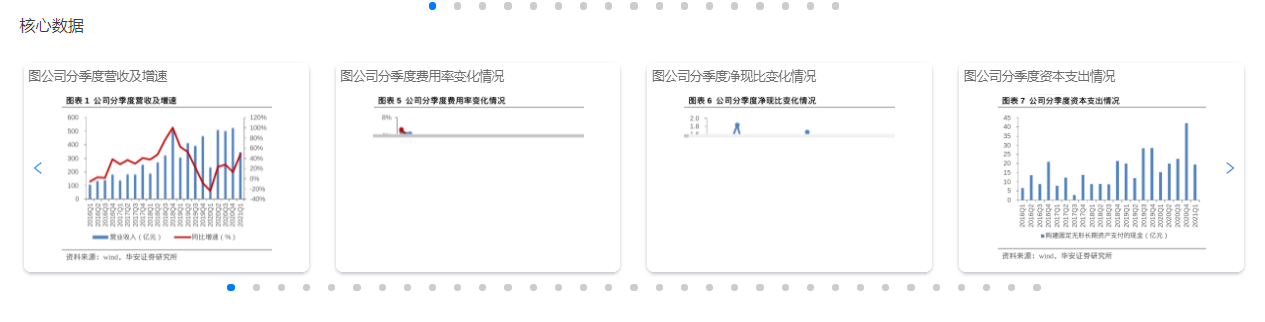 核心数据
图公司分季度营收及增速
图表 1 公司分季度营收及增速
600
500
400
300
200
100
0
120%
100%
80%
60%
40%
20%
0%
-20%
-40%
2016Q1
2016Q2
2016Q3
2016Q4
2017Q1
2017Q2
2017Q3
2017Q4
2018Q1
2018Q2
2018Q3
2018Q4
2019Q1
2019Q2
2019Q3
2019Q4
2020Q1
2020Q2
2020Q3
2020Q4
2021Q1
营业收入（亿元） 同比增速（%）
资料来源：wind，华安证券研究所
图公司分季度费用率变化情况
图表 5 公司分季度费用率变化情况
8%
图公司分季度净现比变化情况
图表 6 公司分季度净现比变化情况
2.0
1.8
图公司分季度资本支出情况
图表 7 公司分季度资本支出情况
45
40
35
30
25
20
15
10
5
0
2016Q1
2016Q2
2016Q3
2016Q4
2017Q1
2017Q2
2017Q3
2017Q4
2018Q1
2018Q2
2018Q3
2018Q4
2019Q1
2019Q2
2019Q3
2019Q4
2020Q1
2020Q2
2020Q3
2020Q4
2021Q1
购建固定无形长期资产支付的现金（亿元）
资料来源：wind，华安证券研究所